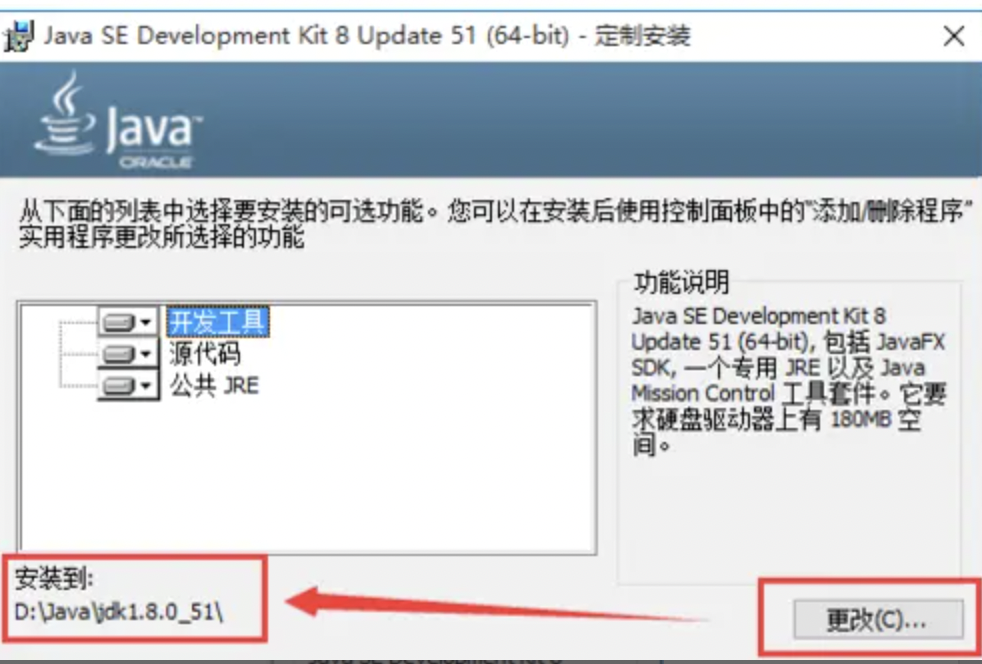 Java SE Development Kit 8 Update 51 (64-bit) - 定制安装
Java™
ORACLE
从下面的列表中选择要安装的可选功能。您可以在安装后使用控制面板中的“添加/删除程序”
实用程序更改所选择的功能
开发工具
源代码
公共 JRE
功能说明
Java SE Development Kit 8
Update 51 (64-bit), 包括 JavaFX
SDK, 一个专用 JRE 以及 Java
Mission Control 工具套件。它要
求硬盘驱动器上有 180MB 空
间。
安装到:
D:\Java\jdk1.8.0_51\
更改(C)...